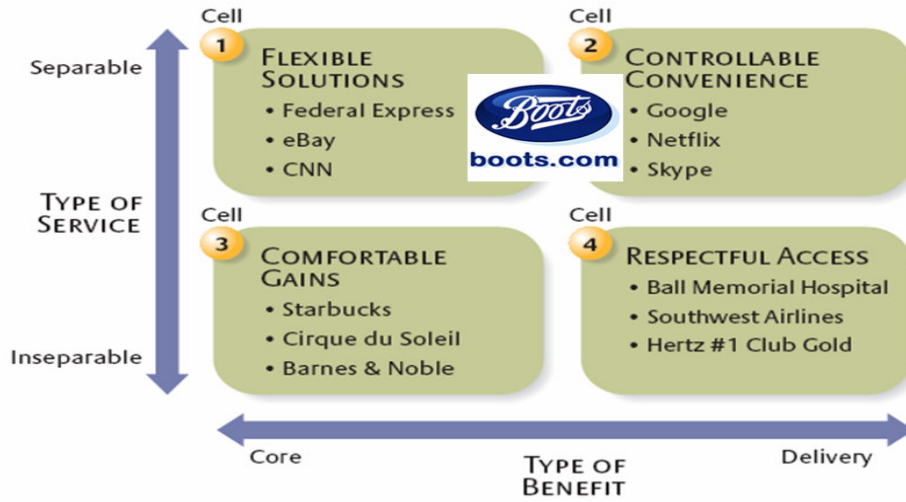 Cell
1
FLEXIBLE
SOLUTIONS
• Federal Express
• eBay
• CNN
Cell
2
CONTROLLABLE
CONVENIENCE
• Google
• Netflix
• Skype
Boots
boots.com
Separable
TYPE OF
SERVICE
Inseparable
Cell
3
COMFORTABLE
GAINS
• Starbucks
• Cirque du Soleil
• Barnes & Noble
Cell
4
RESPECTFUL ACCESS
• Ball Memorial Hospital
• Southwest Airlines
• Hertz #1 Club Gold
Core
TYPE OF
BENEFIT
Delivery